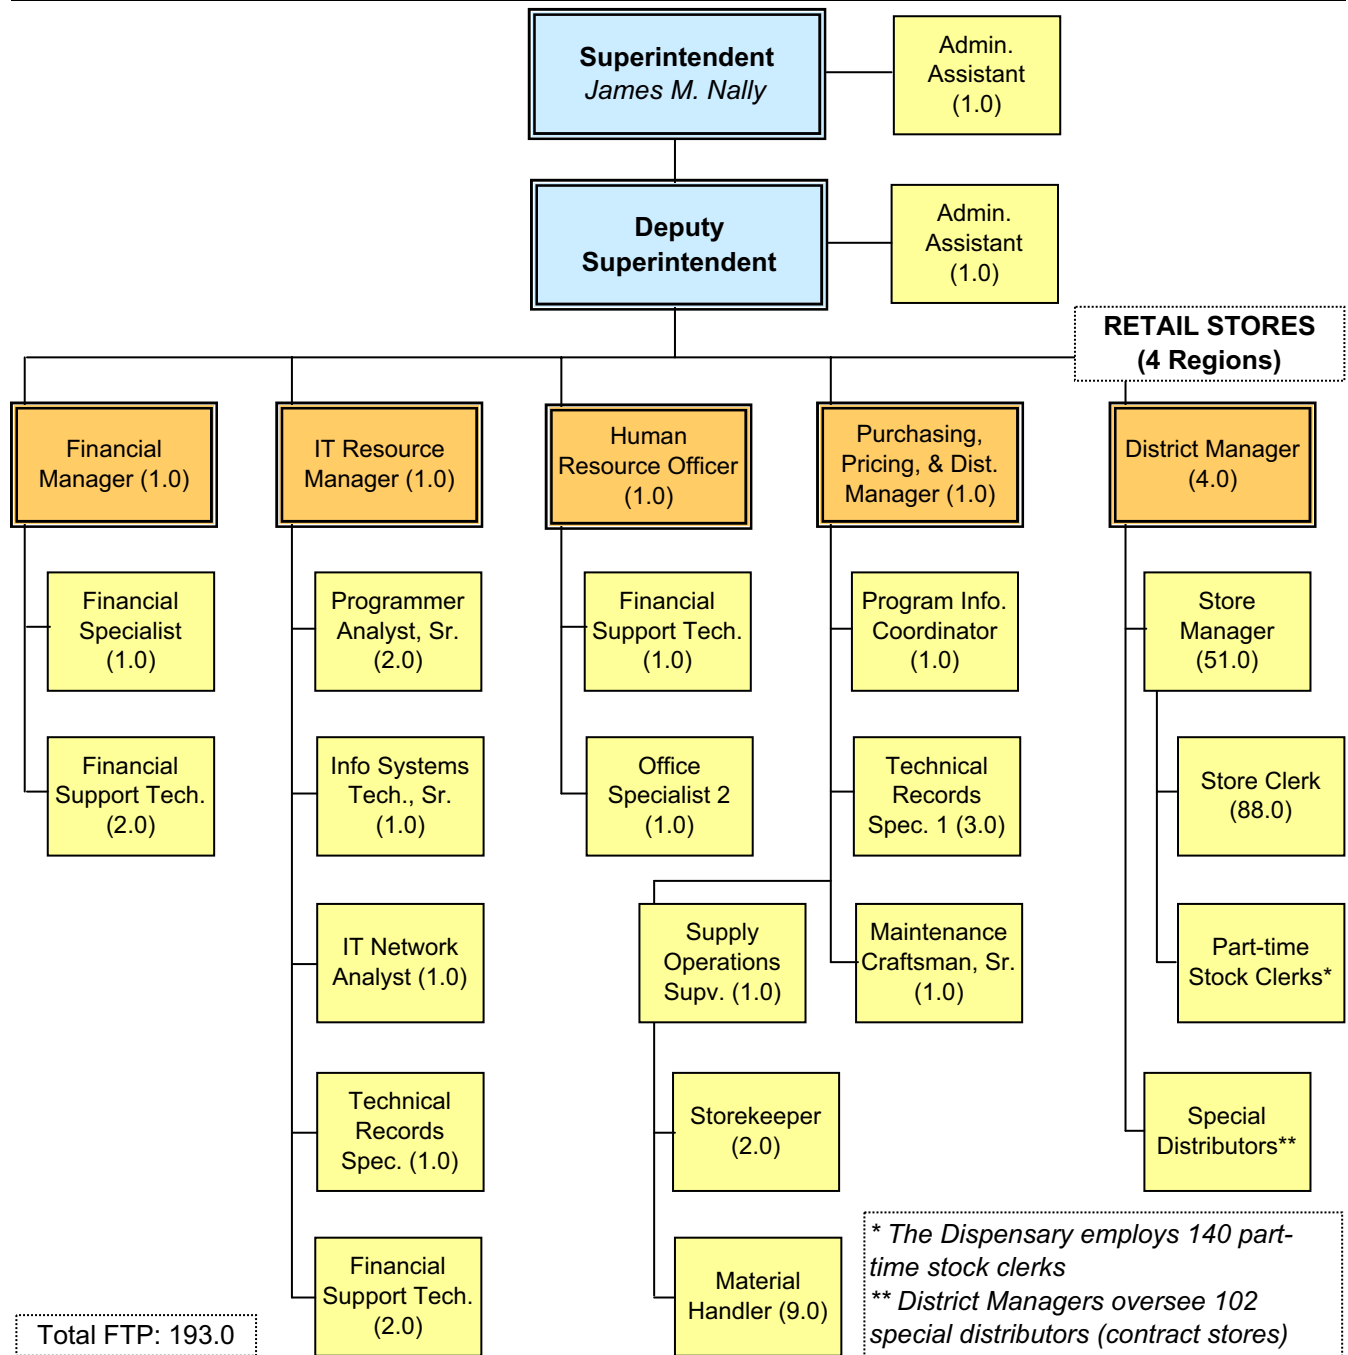 Superintendent
James M. Nally
Admin.
Assistant
(1.0)
Deputy
Superintendent
Admin.
Assistant
(1.0)
RETAIL STORES
(4 Regions)
Financial
Manager (1.0)
IT Resource
Manager (1.0)
Human
Resource Officer
(1.0)
Purchasing,
Pricing, & Dist.
Manager (1.0)
District Manager
(4.0)
Financial
Specialist
(1.0)
Programmer
Analyst, Sr.
(2.0)
Financial
Support Tech.
(1.0)
Program Info.
Coordinator
(1.0)
Store
Manager
(51.0)
Financial
Support Tech.
(2.0)
Info Systems
Tech., Sr.
(1.0)
Office
Specialist 2
(1.0)
Technical
Records
Spec. 1 (3.0)
Store Clerk
(88.0)
IT Network
Analyst (1.0)
Supply
Operations
Supv. (1.0)
Maintenance
Craftsman, Sr.
(1.0)
Part-time
Stock Clerks*
Technical
Records
Spec. (1.0)
Storekeeper
(2.0)
Special
Distributors**
Financial
Support Tech.
(2.0)
Material
Handler (9.0)
* The Dispensary employs 140 part-
time stock clerks
** District Managers oversee 102
special distributors (contract stores)
Total FTP: 193.0